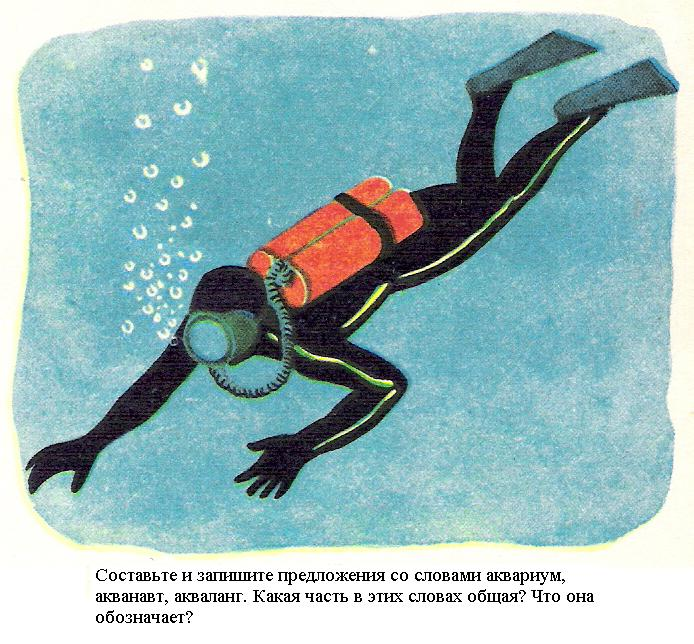 Составьте и запишите предложения со словами аквариум,
акванавт, акваланг. Какая часть в этих словах общая? Что она
обозначает?